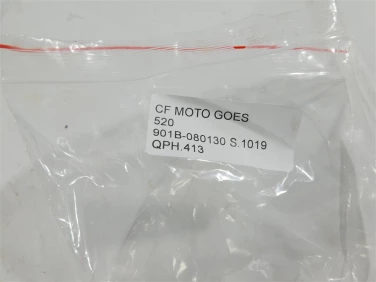 CF MOTO GOES
520
901B-080130 S.1019
QPH.413